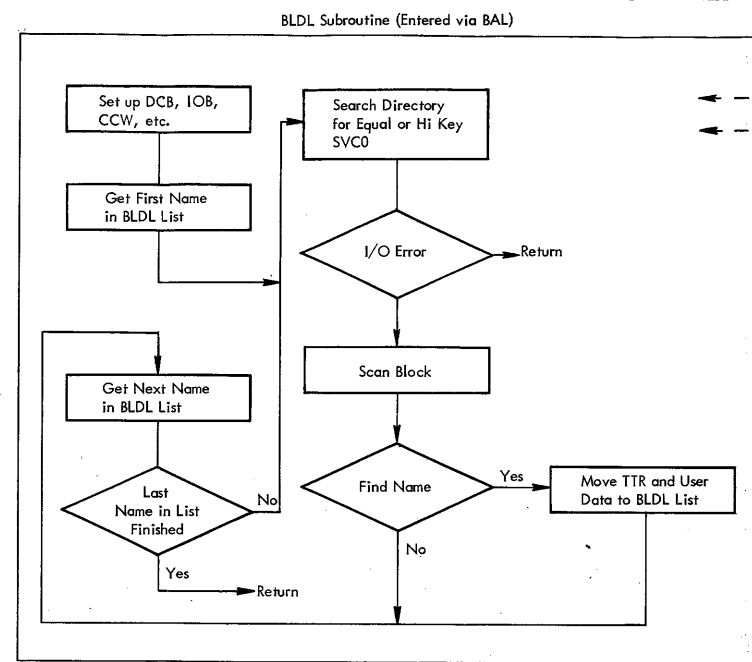 BLDL Subroutine (Entered via BAL)
Set up DCB, IOB,
CCW, etc.
Get First Name
in BLDL List
Search Directory
for Equal or Hi Key
SVC0
I/O Error
Return
Scan Block
Get Next Name
in BLDL List
Last
Name in List
Finished
No
Yes
Return
Find Name
Yes
No
Move TTR and User
Data to BLDL List